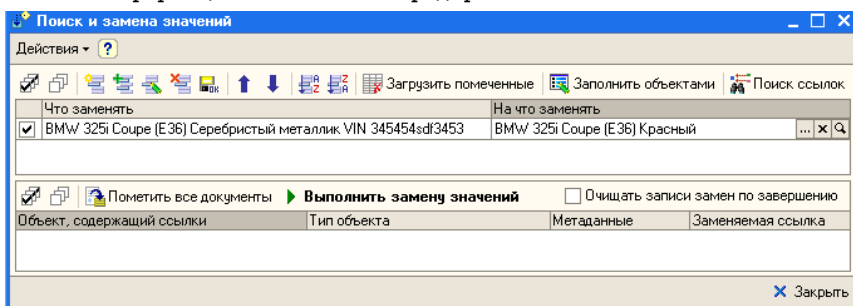 Поиск и замена значений
Действия ?
Загрузить помеченные Заполнить объектами Поиск ссылок
Что заменять На что заменять
BMW 325i Coupe (E36) Серебристый металлик VIN 345454sdf3453 BMW 325i Coupe (E36) Красный ... x
Пометить все документы Выполнить замену значений Очищать записи замен по завершению
Объект, содержащий ссылки Тип объекта Метаданные Заменяемая ссылка
Закрыть